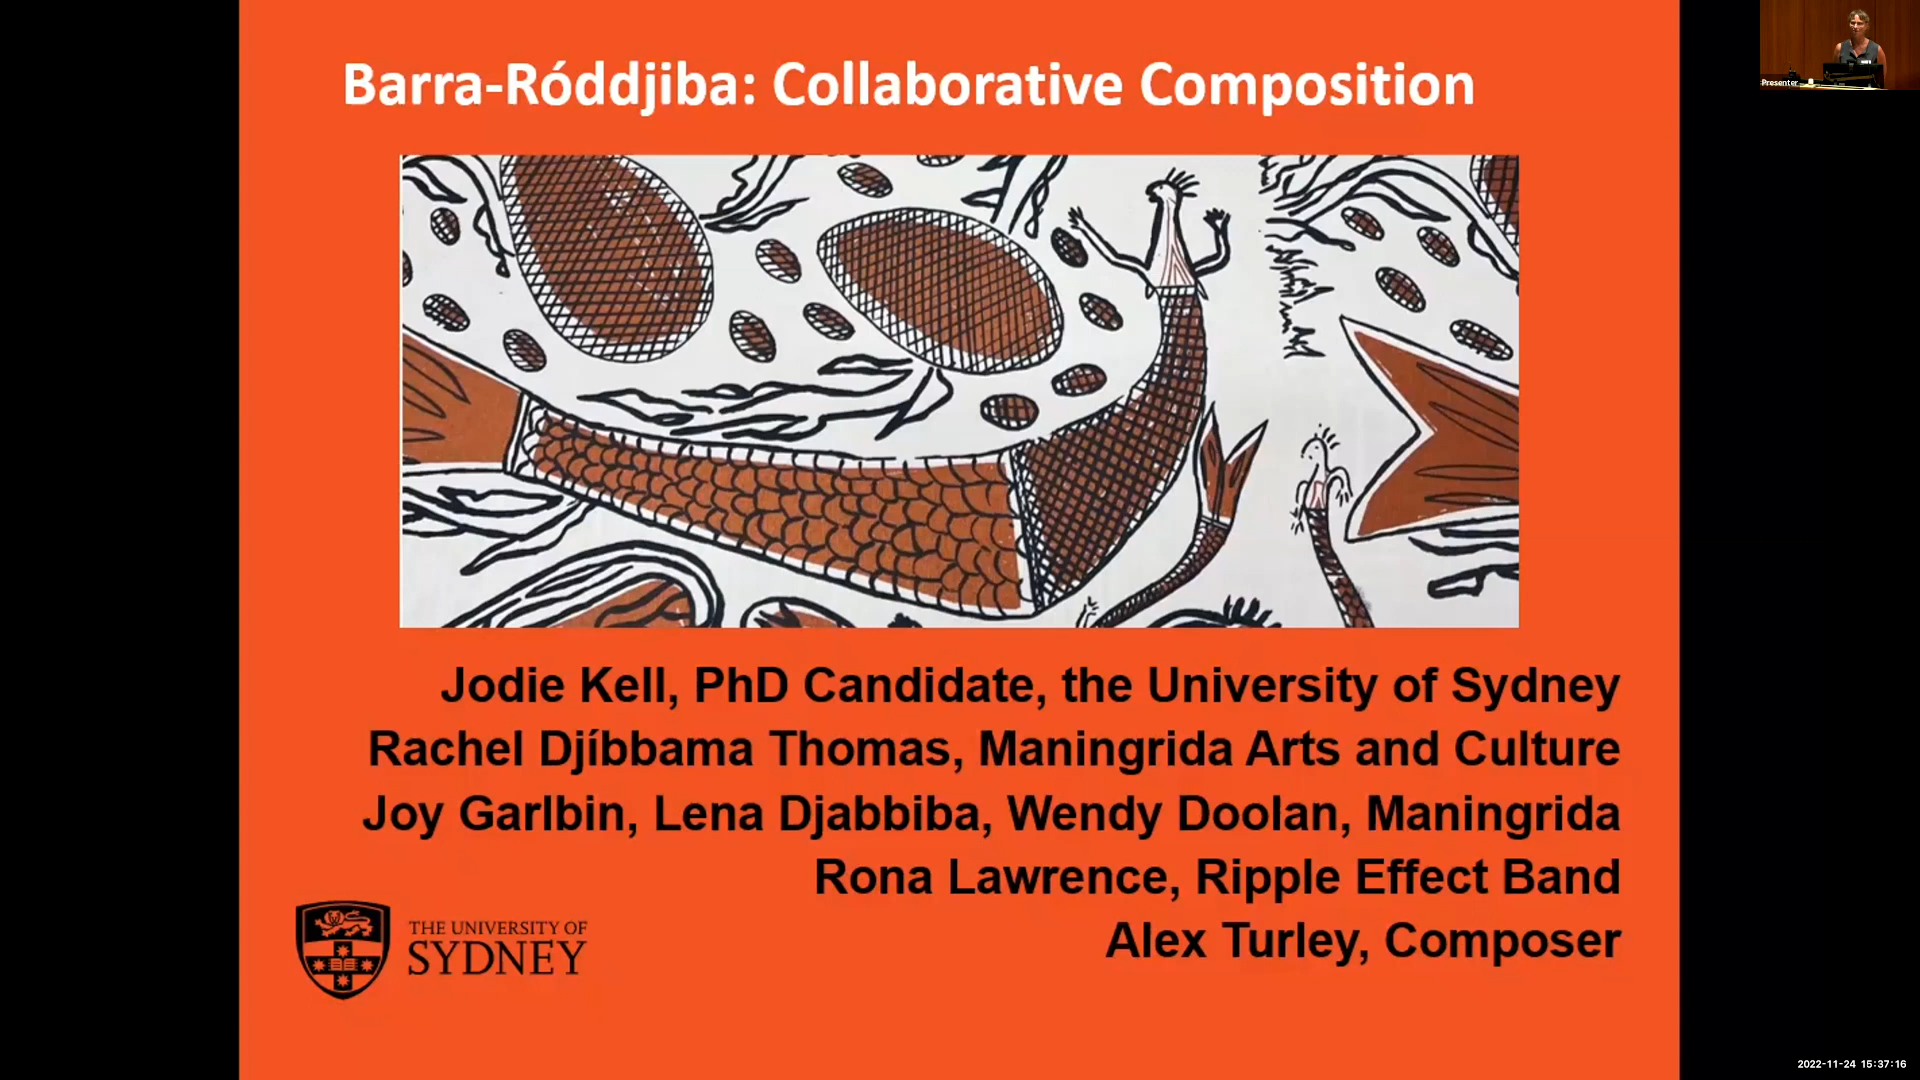 Barra-Róddjiba: Collaborative Composition
Presenter
Jodie Kell, PhD Candidate, the University of Sydney
Rachel Djíbbama Thomas, Maningrida Arts and Culture
Joy Garlbin, Lena Djabbiba, Wendy Doolan, Maningrida
Rona Lawrence, Ripple Effect Band
Alex Turley, Composer
THE UNIVERSITY OF
SYDNEY
2022-11-24 15:37:16